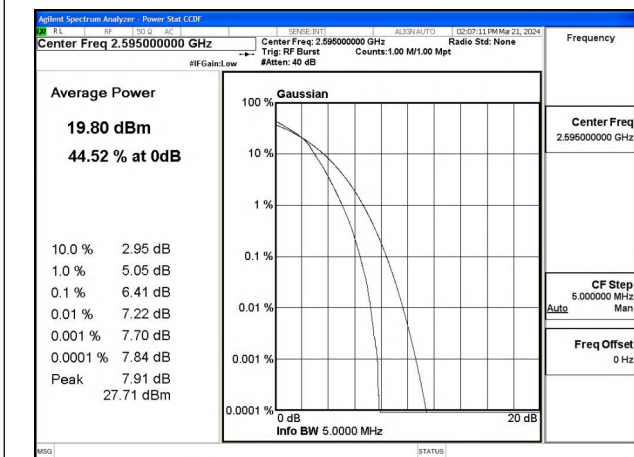 Agilent Spectrum Analyzer - Power Stat CCDF
RL RF 50 Ω AC SENSE:INT ALIGN AUTO 02:07:11 PM Mar 21, 2024
Center Freq 2.595000000 GHz
Center Freq: 2.595000000 GHz Radio Std: None
Trig: RF Burst Counts:1.00 M/1.00 Mpt
#IFGain:Low #Atten: 40 dB
Frequency
Average Power
19.80 dBm
44.52 % at 0dB
10.0 % 2.95 dB
1.0 % 5.05 dB
0.1 % 6.41 dB
0.01 % 7.22 dB
0.001 % 7.70 dB
0.0001 % 7.84 dB
Peak 7.91 dB
27.71 dBm
Gaussian
100 %
10 %
1 %
0.1 %
0.01 %
0.001 %
0.0001 %
0 dB 20 dB
Info BW 5.0000 MHz
Center Freq
2.595000000 GHz
CF Step
5.000000 MHz
Auto Man
Freq Offset
0 Hz
MSG STATUS